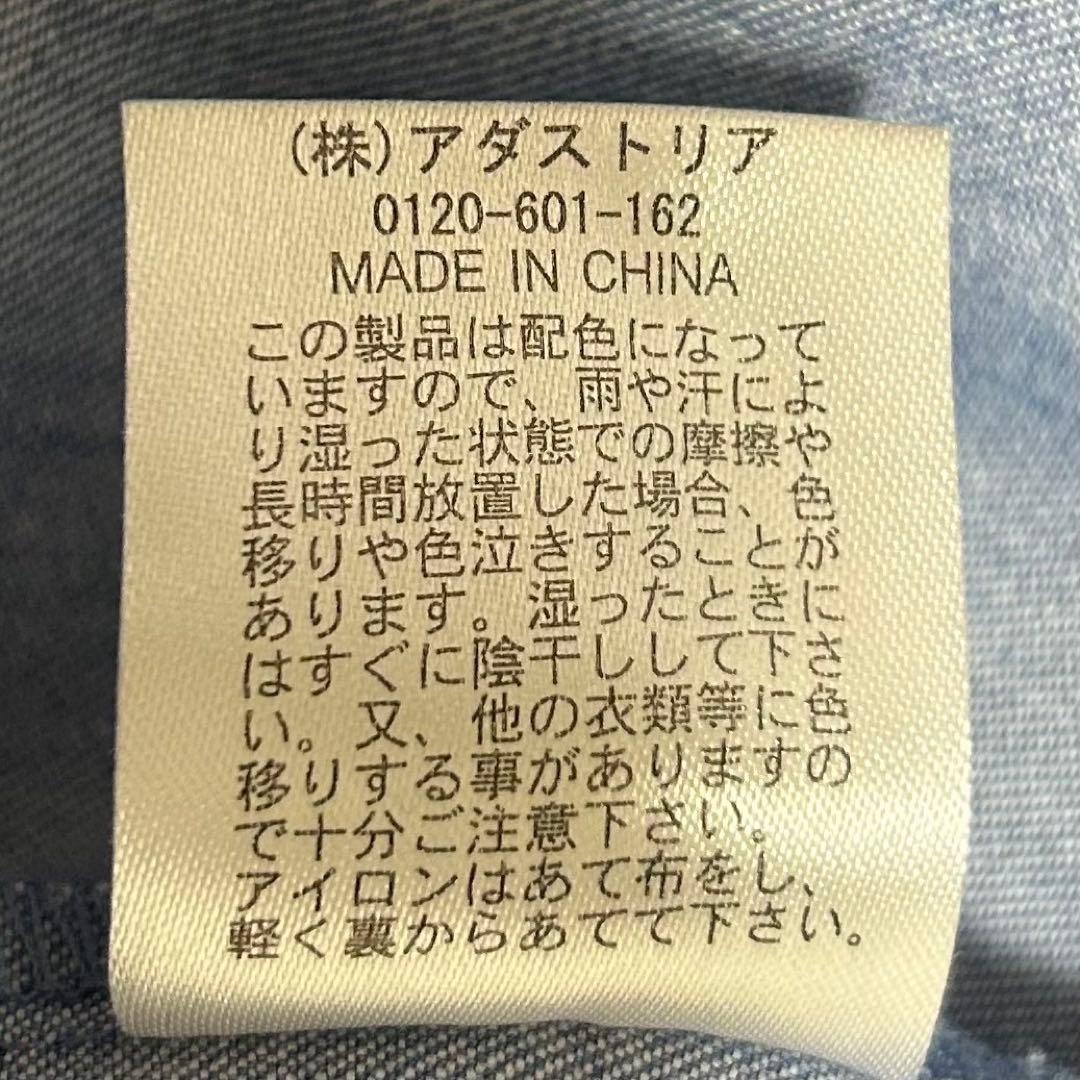 (株)アダストリア
0120-601-162
MADE IN CHINA
この製品は配色になって
いますので、雨や汗によ
り湿った状態での摩擦や
長時間放置した場合、色
移りや色泣きすることが
あります。湿ったときに
はすぐに陰干しして下さ
い。又、他の衣類等に色
移りする事がありますの
で十分ご注意下さい。
アイロンはあて布をし、
軽く裏からあてて下さい。